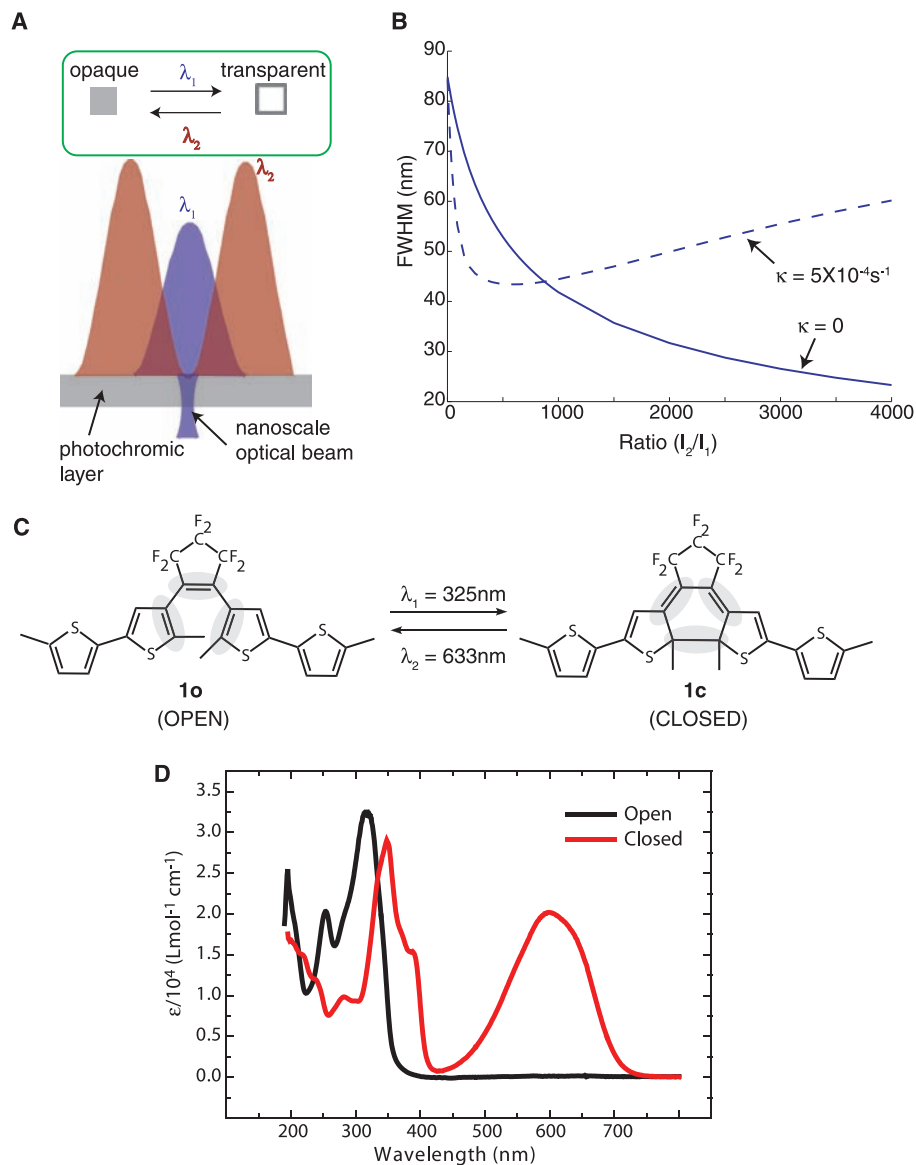 A
opaque
λ1
transparent
λ2
λ2
λ1
photochromic
layer
nanoscale
optical beam
B
90
80
70
60
50
40
30
20
FWHM (nm)
κ = 5X10-4s-1
κ = 0
0
1000
2000
3000
4000
Ratio (I2/I1)
C
F2
C
F2C
CF2
S
S
S
S
1o
(OPEN)
λ1 = 325nm
λ2 = 633nm
F2
C
F2C
CF2
S
S
S
S
1c
(CLOSED)
D
3.5
3.0
2.5
2.0
1.5
1.0
0.5
0.0
ε/10⁴ (Lmol-1 cm-1)
Open
Closed
200
300
400
500
600
700
Wavelength (nm)